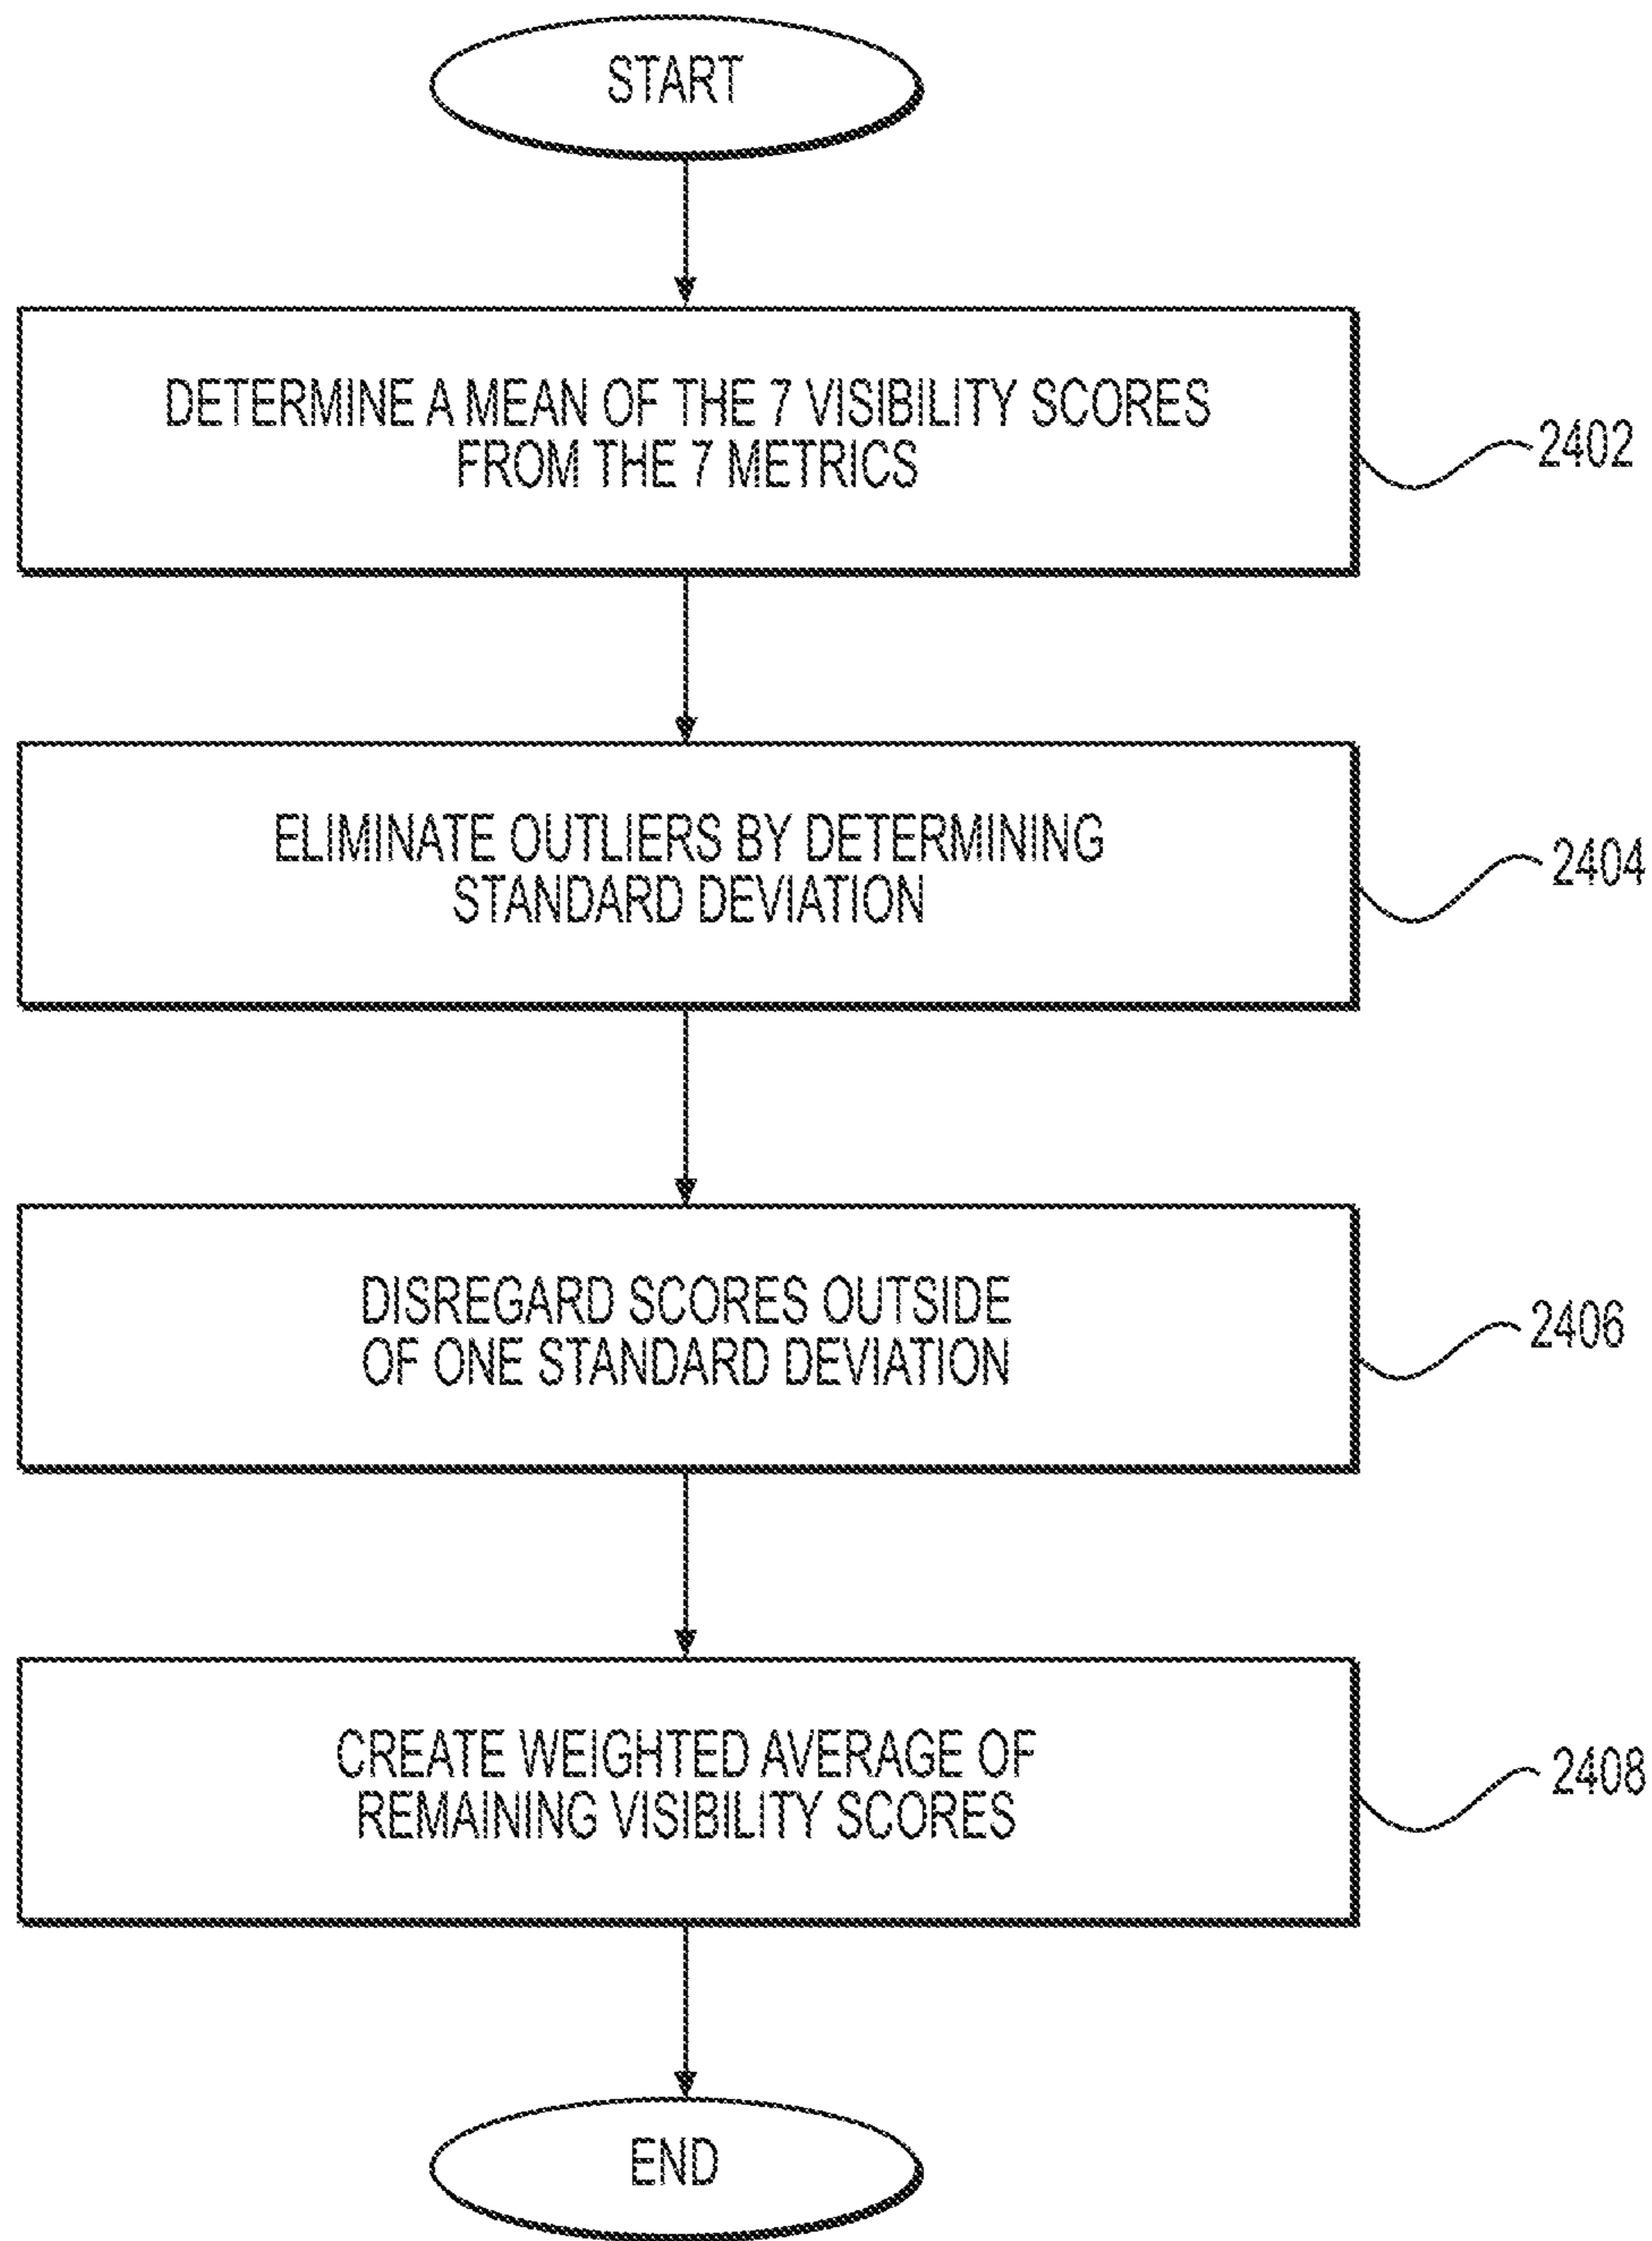 START
DETERMINE A MEAN OF THE 7 VISIBILITY SCORES
FROM THE 7 METRICS
2402
ELIMINATE OUTLIERS BY DETERMINING
STANDARD DEVIATION
2404
DISREGARD SCORES OUTSIDE
OF ONE STANDARD DEVIATION
2406
CREATE WEIGHTED AVERAGE OF
REMAINING VISIBILITY SCORES
2408
END